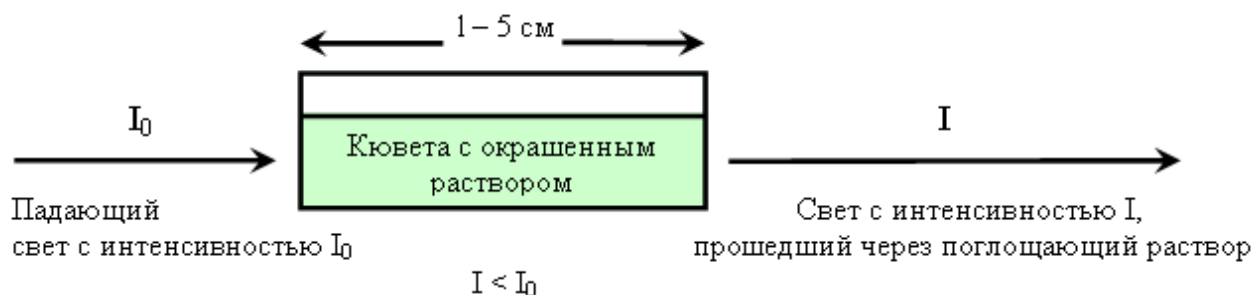 1 – 5 см
I₀
I
Кювета с окрашенным
раствором
Падающий
свет с интенсивностью I₀
Свет с интенсивностью I,
прошедший через поглощающий раствор
I < I₀